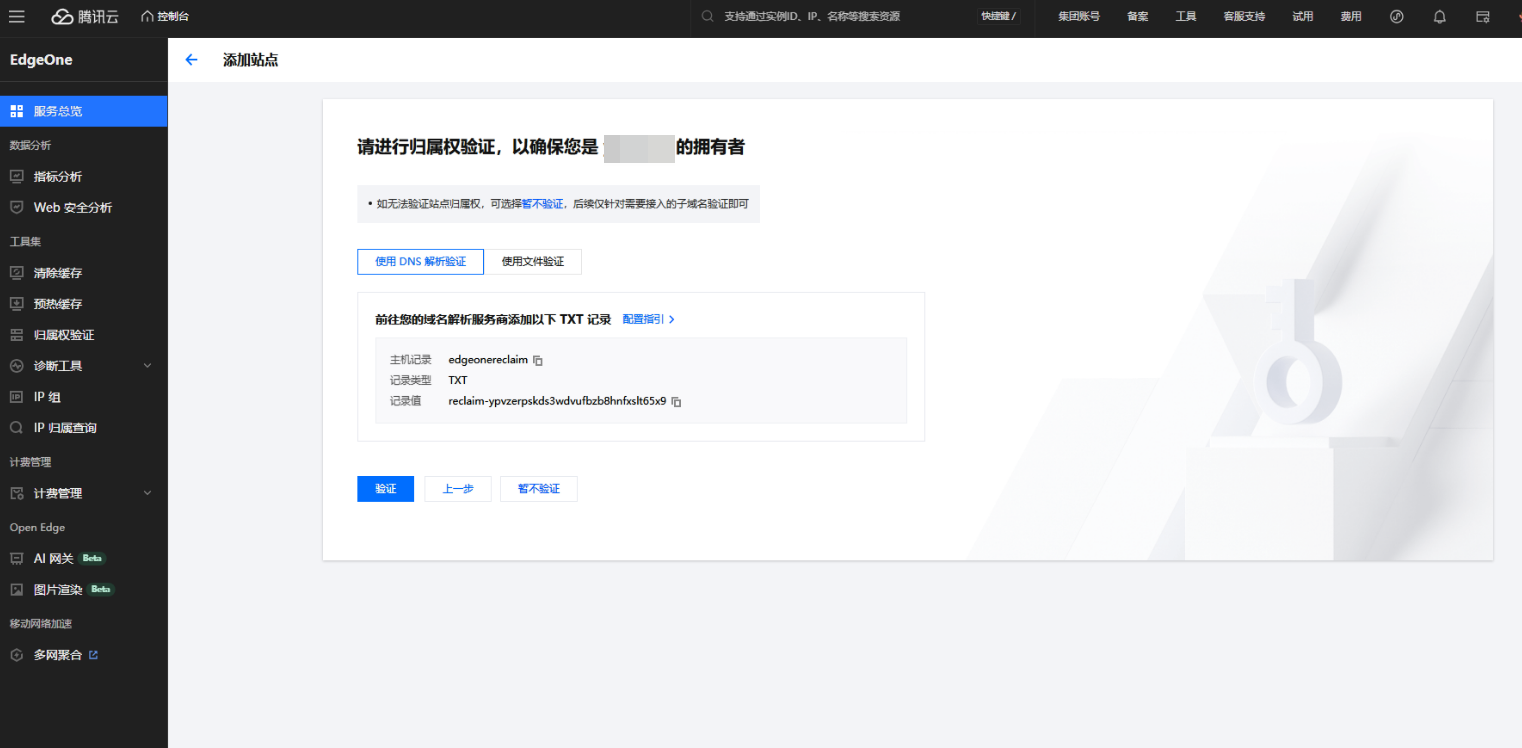 腾讯云
控制台
支持通过实例ID、IP、名称等搜索资源
快捷键 /
集团账号
备案
工具
客服支持
试用
费用
EdgeOne
添加站点
服务总览
数据分析
指标分析
Web 安全分析
工具集
清除缓存
预热缓存
归属权验证
诊断工具
IP 组
IP 归属查询
计费管理
计费管理
Open Edge
AI 网关 Beta
图片渲染 Beta
移动网络加速
多网聚合
请进行归属权验证，以确保您是 的拥有者
• 如无法验证站点归属权，可选择暂不验证，后续仅针对需要接入的子域名验证即可
使用 DNS 解析验证
使用文件验证
前往您的域名解析服务商添加以下 TXT 记录 配置指引
主机记录 edgeonereclaim
记录类型 TXT
记录值 reclaim-ypvzerpskds3wdvufbzb8hnfxslt65x9
验证
上一步
暂不验证